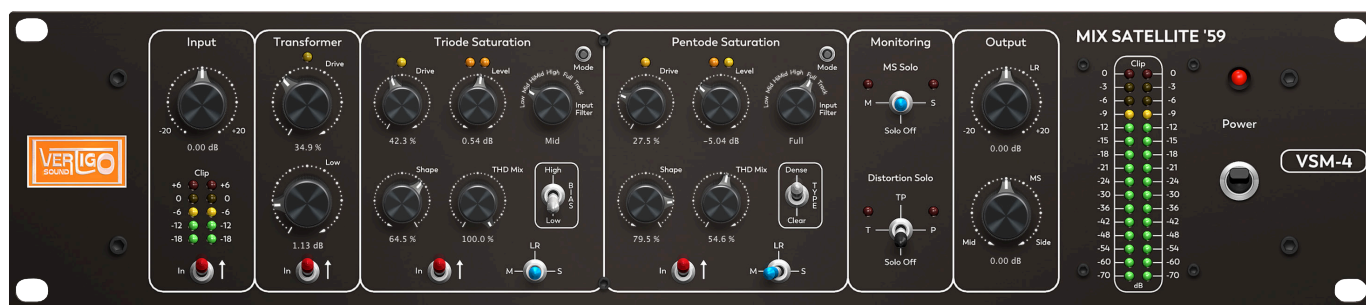 Input
-20
+20
0.00 dB
Clip
+6 +6
0 0
-6 -6
-12 -12
-18 -18
In
Transformer
Drive
34.9 %
Low
1.13 dB
In
Triode Saturation
Drive
42.3 %
Level
0.54 dB
Mode
Low Mid HiMid High Full Track
Input
Filter
Mid
Shape
64.5 %
THD Mix
100.0 %
High
BIAS
Low
In
LR
M S
Pentode Saturation
Drive
27.5 %
Level
-5.04 dB
Mode
Low Mid HiMid High Full Track
Input
Filter
Full
Shape
79.5 %
THD Mix
54.6 %
Dense
TYPE
Clear
In
LR
M S
Monitoring
MS Solo
M S
Solo Off
Distortion Solo
TP
T P
Solo Off
Output
LR
-20
+20
0.00 dB
MS
Mid Side
0.00 dB
MIX SATELLITE '59
Clip
0 0
-3 -3
-6 -6
-9 -9
-12 -12
-15 -15
-18 -18
-21 -21
-24 -24
-30 -30
-36 -36
-42 -42
-48 -48
-54 -54
-60 -60
-70 -70
dB
Power
VSM-4
VERTIGO
SOUND